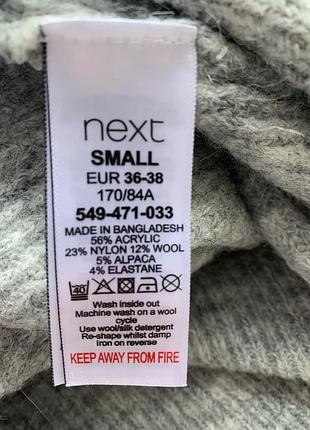 next
SMALL
EUR 36-38
170/84A
549-471-033
MADE IN BANGLADESH
56% ACRYLIC
23% NYLON 12% WOOL
5% ALPACA
4% ELASTANE
40
Wash inside out
Machine wash on a wool
cycle
Use wool/silk detergent
Re-shape whilst damp
Iron on reverse
KEEP AWAY FROM FIRE